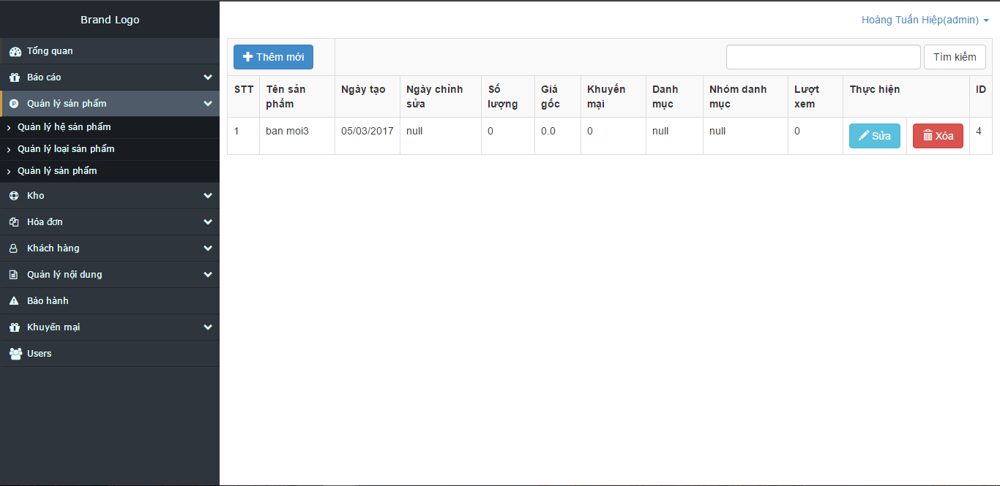 Brand Logo
Hoàng Tuấn Hiệp(admin)
Tổng quan
Báo cáo
Quản lý sản phẩm
Quản lý hệ sản phẩm
Quản lý loại sản phẩm
Quản lý sản phẩm
Kho
Hóa đơn
Khách hàng
Quản lý nội dung
Bảo hành
Khuyến mại
Users
Thêm mới
Tìm kiếm
STT Tên sản phẩm Ngày tạo Ngày chỉnh sửa Số lượng Giá gốc Khuyến mại Danh mục Nhóm danh mục Lượt xem Thực hiện ID
1 ban moi3 05/03/2017 null 0 0.0 0 null null 0 Sửa Xóa 4